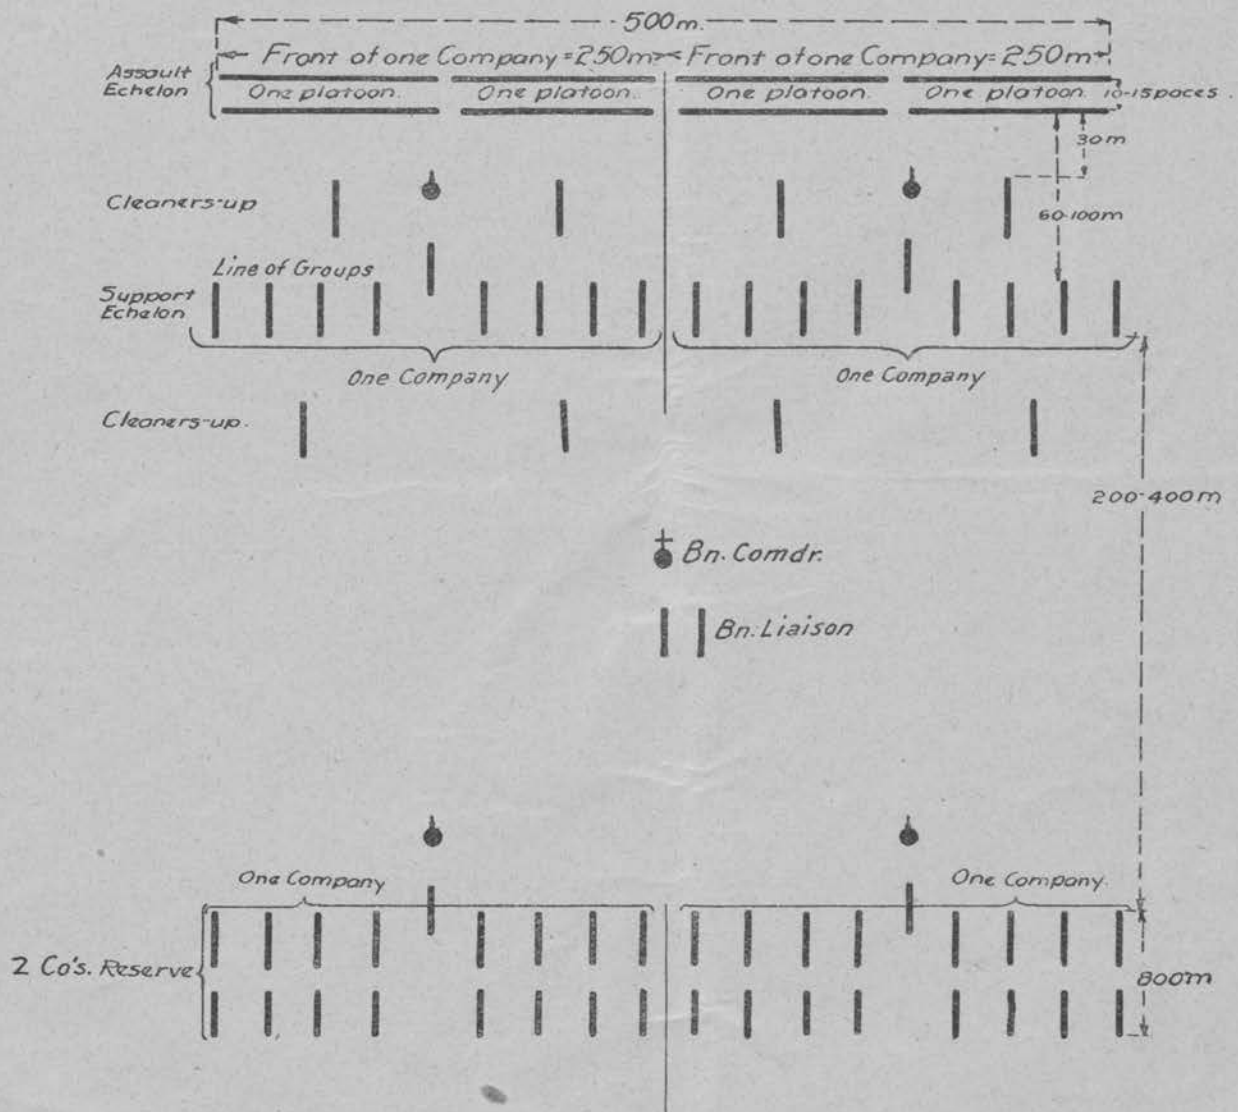 500m.
Front of one Company = 250m Front of one Company = 250m
Assault
Echelon
One platoon. One platoon. One platoon. One platoon. 10-15 paces.
30m
Cleaners-up
60-100m
Line of Groups
Support
Echelon
One Company One Company
Cleaners-up.
200-400m
Bn. Comdr.
Bn. Liaison
One Company One Company.
2 Co's. Reserve
800m